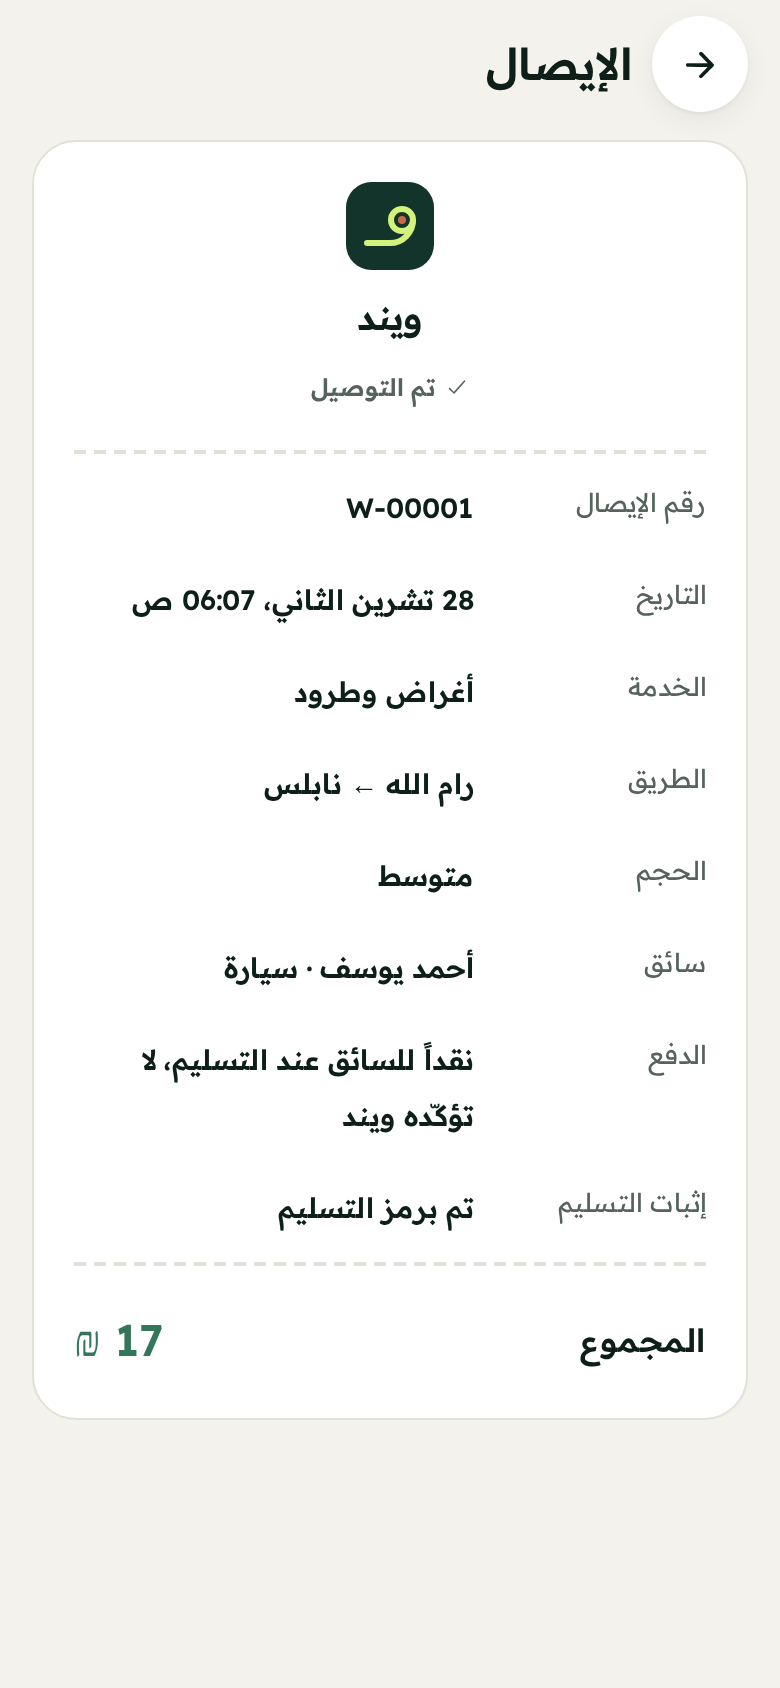 الإيصال
ويند
تم التوصيل
رقم الإيصال W-00001
التاريخ 28 تشرين الثاني، 06:07 ص
الخدمة أغراض وطرود
الطريق رام الله ← نابلس
الحجم متوسط
سائق أحمد يوسف · سيارة
الدفع نقداً للسائق عند التسليم، لا
تؤكّده ويند
إثبات التسليم تم برمز التسليم
المجموع 17 ₪